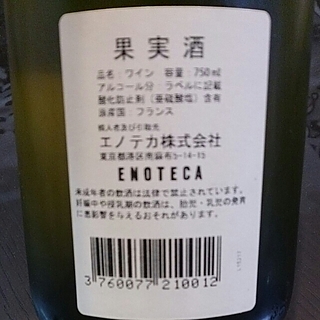 果実酒
品名：ワイン 容量：750ml
アルコール分：ラベルに記載
酸化防止剤（亜硫酸塩）含有
原産国：フランス
輸入者及び引取先
エノテカ株式会社
東京都港区南麻布5-14-15
ENOTECA
未成年者の飲酒は法律で禁止されています。
妊娠中や授乳期の飲酒は、胎児・乳児の発育
に悪影響を与えるおそれがあります。
3 760077 210012